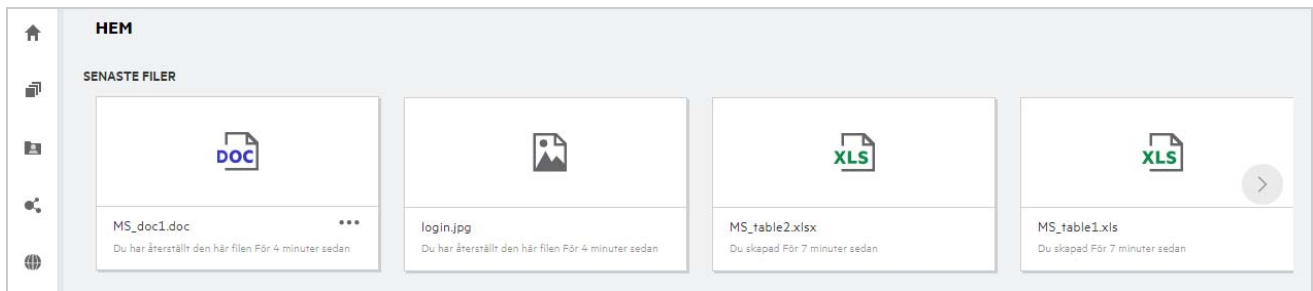 HEM
SENASTE FILER
DOC
XLS
XLS
MS_doc1.doc
Du har återställt den här filen För 4 minuter sedan
login.jpg
Du har återställt den här filen För 4 minuter sedan
MS_table2.xlsx
Du skapad För 7 minuter sedan
MS_table1.xls
Du skapad För 7 minuter sedan